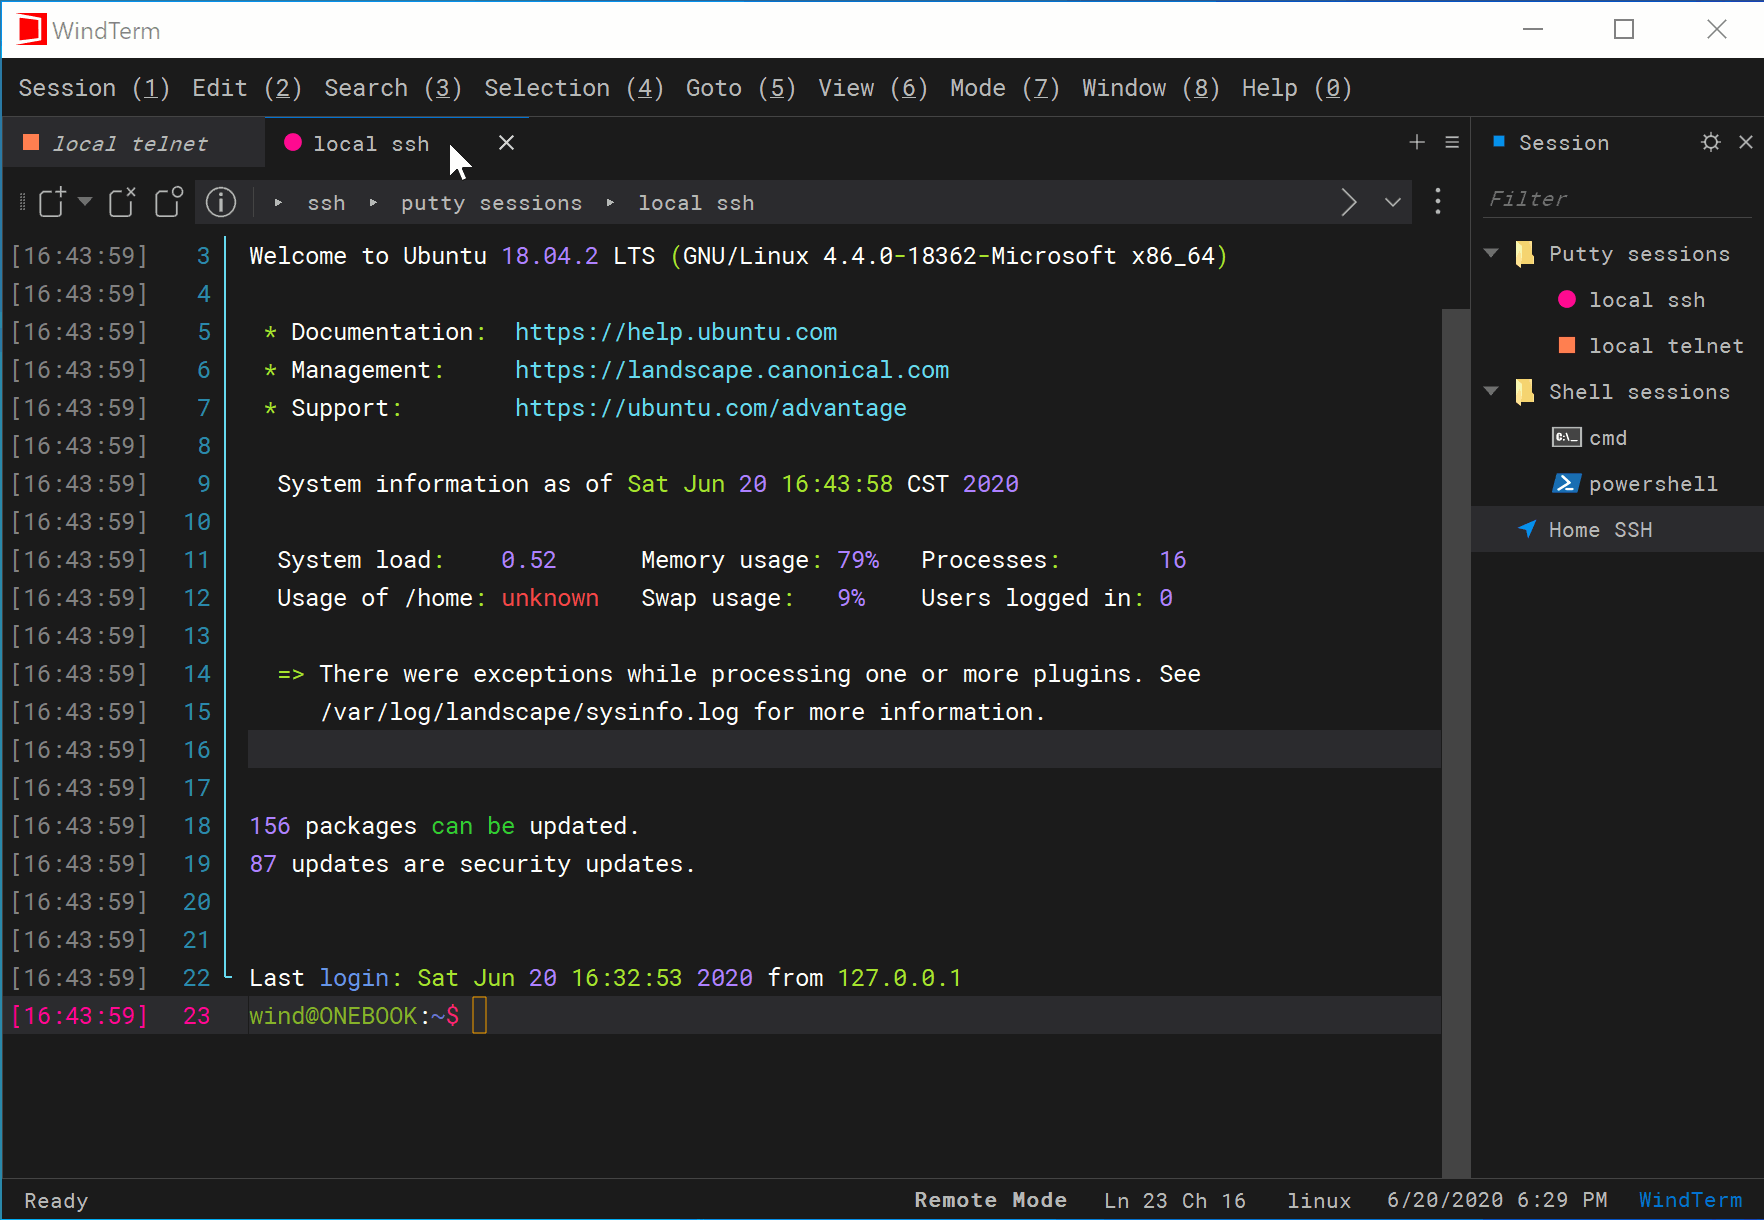 WindTerm
Session (1) Edit (2) Search (3) Selection (4) Goto (5) View (6) Mode (7) Window (8) Help (0)
local telnet
local ssh
ssh putty sessions local ssh
[16:43:59] 3 Welcome to Ubuntu 18.04.2 LTS (GNU/Linux 4.4.0-18362-Microsoft x86_64)
[16:43:59] 4
[16:43:59] 5 * Documentation: https://help.ubuntu.com
[16:43:59] 6 * Management: https://landscape.canonical.com
[16:43:59] 7 * Support: https://ubuntu.com/advantage
[16:43:59] 8
[16:43:59] 9 System information as of Sat Jun 20 16:43:58 CST 2020
[16:43:59] 10
[16:43:59] 11 System load: 0.52 Memory usage: 79% Processes: 16
[16:43:59] 12 Usage of /home: unknown Swap usage: 9% Users logged in: 0
[16:43:59] 13
[16:43:59] 14 => There were exceptions while processing one or more plugins. See
[16:43:59] 15 /var/log/landscape/sysinfo.log for more information.
[16:43:59] 16
[16:43:59] 17
[16:43:59] 18 156 packages can be updated.
[16:43:59] 19 87 updates are security updates.
[16:43:59] 20
[16:43:59] 21
[16:43:59] 22 Last login: Sat Jun 20 16:32:53 2020 from 127.0.0.1
[16:43:59] 23 wind@ONEBOOK:~$
Session
Filter
Putty sessions
local ssh
local telnet
Shell sessions
C:\_ cmd
powershell
Home SSH
Ready
Remote Mode Ln 23 Ch 16 linux 6/20/2020 6:29 PM WindTerm